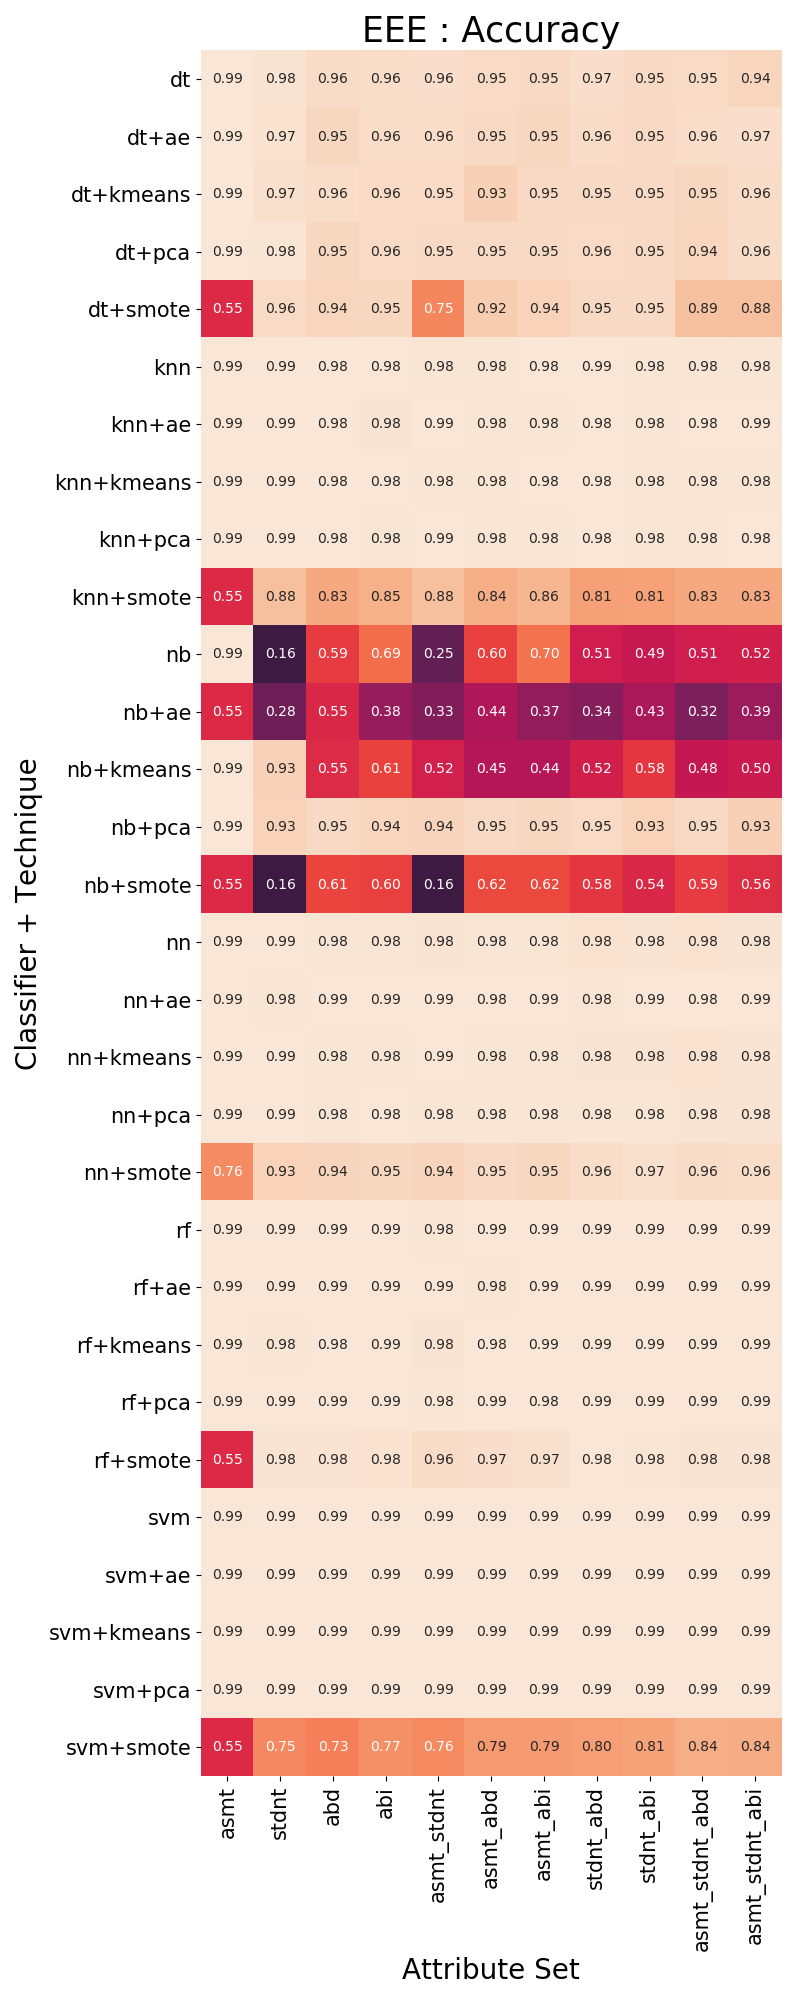 EEE : Accuracy
dt 0.99 0.98 0.96 0.96 0.96 0.95 0.95 0.97 0.95 0.95 0.94
dt+ae 0.99 0.97 0.95 0.96 0.96 0.95 0.95 0.96 0.95 0.96 0.97
dt+kmeans 0.99 0.97 0.96 0.96 0.95 0.93 0.95 0.95 0.95 0.95 0.96
dt+pca 0.99 0.98 0.95 0.96 0.95 0.95 0.95 0.96 0.95 0.94 0.96
dt+smote 0.55 0.96 0.94 0.95 0.75 0.92 0.94 0.95 0.95 0.89 0.88
knn 0.99 0.99 0.98 0.98 0.98 0.98 0.98 0.99 0.98 0.98 0.98
knn+ae 0.99 0.99 0.98 0.98 0.99 0.98 0.98 0.98 0.98 0.98 0.99
knn+kmeans 0.99 0.99 0.98 0.98 0.98 0.98 0.98 0.98 0.98 0.98 0.98
knn+pca 0.99 0.99 0.98 0.98 0.99 0.98 0.98 0.98 0.98 0.98 0.98
knn+smote 0.55 0.88 0.83 0.85 0.88 0.84 0.86 0.81 0.81 0.83 0.83
nb 0.99 0.16 0.59 0.69 0.25 0.60 0.70 0.51 0.49 0.51 0.52
nb+ae 0.55 0.28 0.55 0.38 0.33 0.44 0.37 0.34 0.43 0.32 0.39
nb+kmeans 0.99 0.93 0.55 0.61 0.52 0.45 0.44 0.52 0.58 0.48 0.50
nb+pca 0.99 0.93 0.95 0.94 0.94 0.95 0.95 0.95 0.93 0.95 0.93
nb+smote 0.55 0.16 0.61 0.60 0.16 0.62 0.62 0.58 0.54 0.59 0.56
nn 0.99 0.99 0.98 0.98 0.98 0.98 0.98 0.98 0.98 0.98 0.98
nn+ae 0.99 0.98 0.99 0.99 0.99 0.98 0.99 0.98 0.99 0.98 0.99
nn+kmeans 0.99 0.99 0.98 0.98 0.99 0.98 0.98 0.98 0.98 0.98 0.98
nn+pca 0.99 0.99 0.98 0.98 0.98 0.98 0.98 0.98 0.98 0.98 0.98
nn+smote 0.76 0.93 0.94 0.95 0.94 0.95 0.95 0.96 0.97 0.96 0.96
rf 0.99 0.99 0.99 0.99 0.98 0.99 0.99 0.99 0.99 0.99 0.99
rf+ae 0.99 0.99 0.99 0.99 0.99 0.98 0.99 0.99 0.99 0.99 0.99
rf+kmeans 0.99 0.98 0.98 0.99 0.98 0.98 0.99 0.99 0.99 0.99 0.99
rf+pca 0.99 0.99 0.99 0.99 0.98 0.99 0.98 0.99 0.99 0.99 0.99
rf+smote 0.55 0.98 0.98 0.98 0.96 0.97 0.97 0.98 0.98 0.98 0.98
svm 0.99 0.99 0.99 0.99 0.99 0.99 0.99 0.99 0.99 0.99 0.99
svm+ae 0.99 0.99 0.99 0.99 0.99 0.99 0.99 0.99 0.99 0.99 0.99
svm+kmeans 0.99 0.99 0.99 0.99 0.99 0.99 0.99 0.99 0.99 0.99 0.99
svm+pca 0.99 0.99 0.99 0.99 0.99 0.99 0.99 0.99 0.99 0.99 0.99
svm+smote 0.55 0.75 0.73 0.77 0.76 0.79 0.79 0.80 0.81 0.84 0.84
asmt
stdnt
abd
abi
asmt_stdnt
asmt_abd
asmt_abi
stdnt_abd
stdnt_abi
asmt_stdnt_abd
asmt_stdnt_abi
Attribute Set
Classifier + Technique